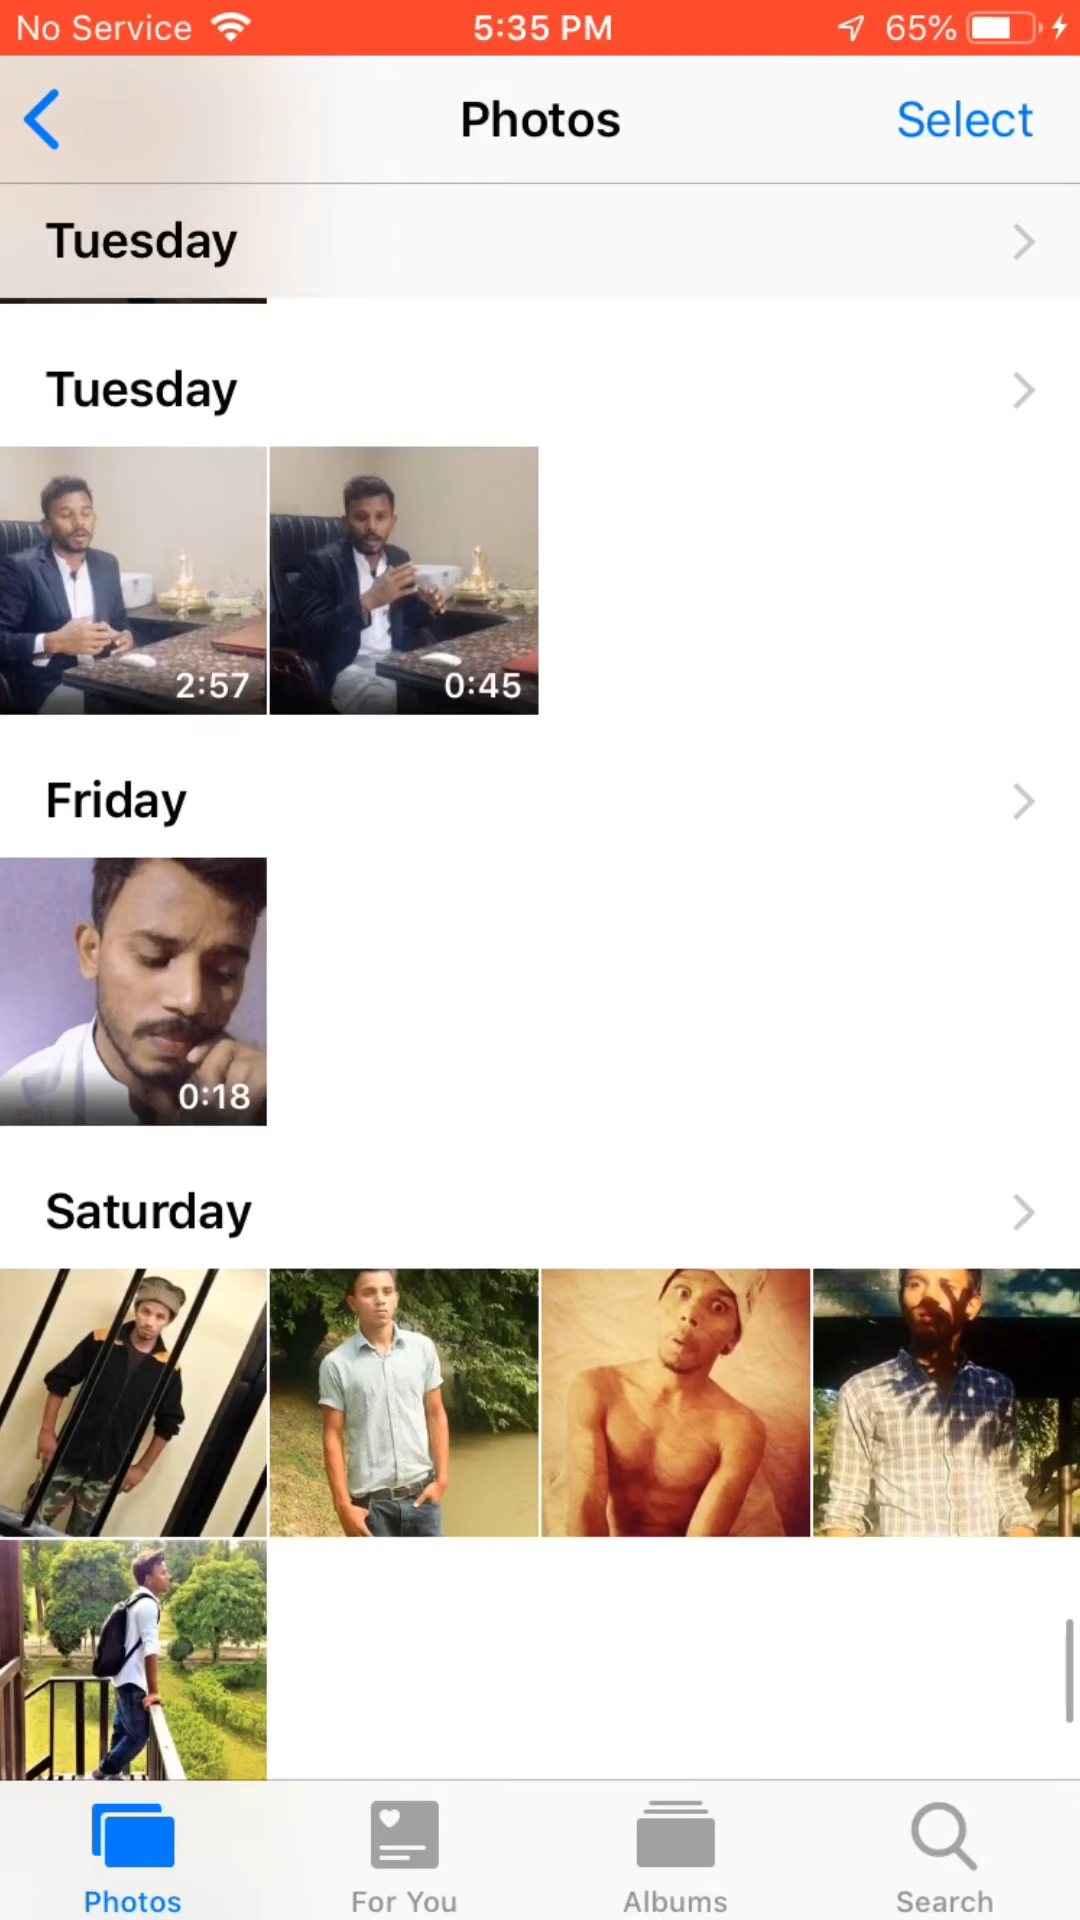 No Service 5:35 PM 65%
Photos Select
Tuesday
Tuesday
2:57 0:45
Friday
0:18
Saturday
Photos For You Albums Search